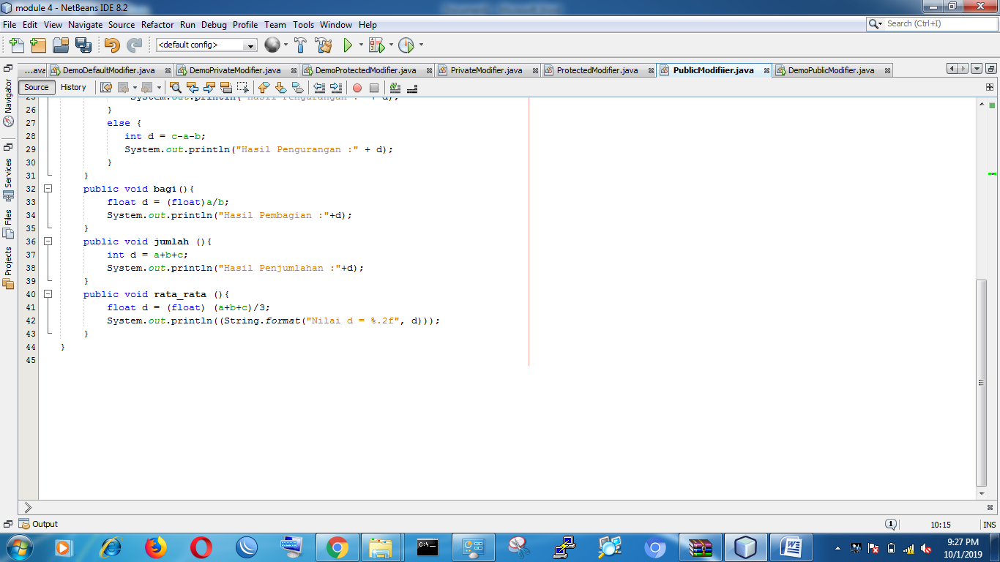 module 4 - NetBeans IDE 8.2
File Edit View Navigate Source Refactor Run Debug Profile Team Tools Window Help
Search (Ctrl+I)
<default config>
...ava DemoDefaultModifier.java DemoPrivateModifier.java DemoProtectedModifier.java PrivateModifier.java ProtectedModifier.java PublicModifiier.java DemoPublicModifier.java
Source History
Navigator
Services
Files
Projects
25 System.out.println("Hasil Pengurangan : " + d);
26 }
27 else {
28 int d = c-a-b;
29 System.out.println("Hasil Pengurangan :" + d);
30 }
31 }
32 public void bagi(){
33 float d = (float)a/b;
34 System.out.println("Hasil Pembagian :"+d);
35 }
36 public void jumlah (){
37 int d = a+b+c;
38 System.out.println("Hasil Penjumlahan :"+d);
39 }
40 public void rata_rata (){
41 float d = (float) (a+b+c)/3;
42 System.out.println((String.format("Nilai d = %.2f", d)));
43 }
44 }
45
Output
1
10:15
INS
9:27 PM
10/1/2019